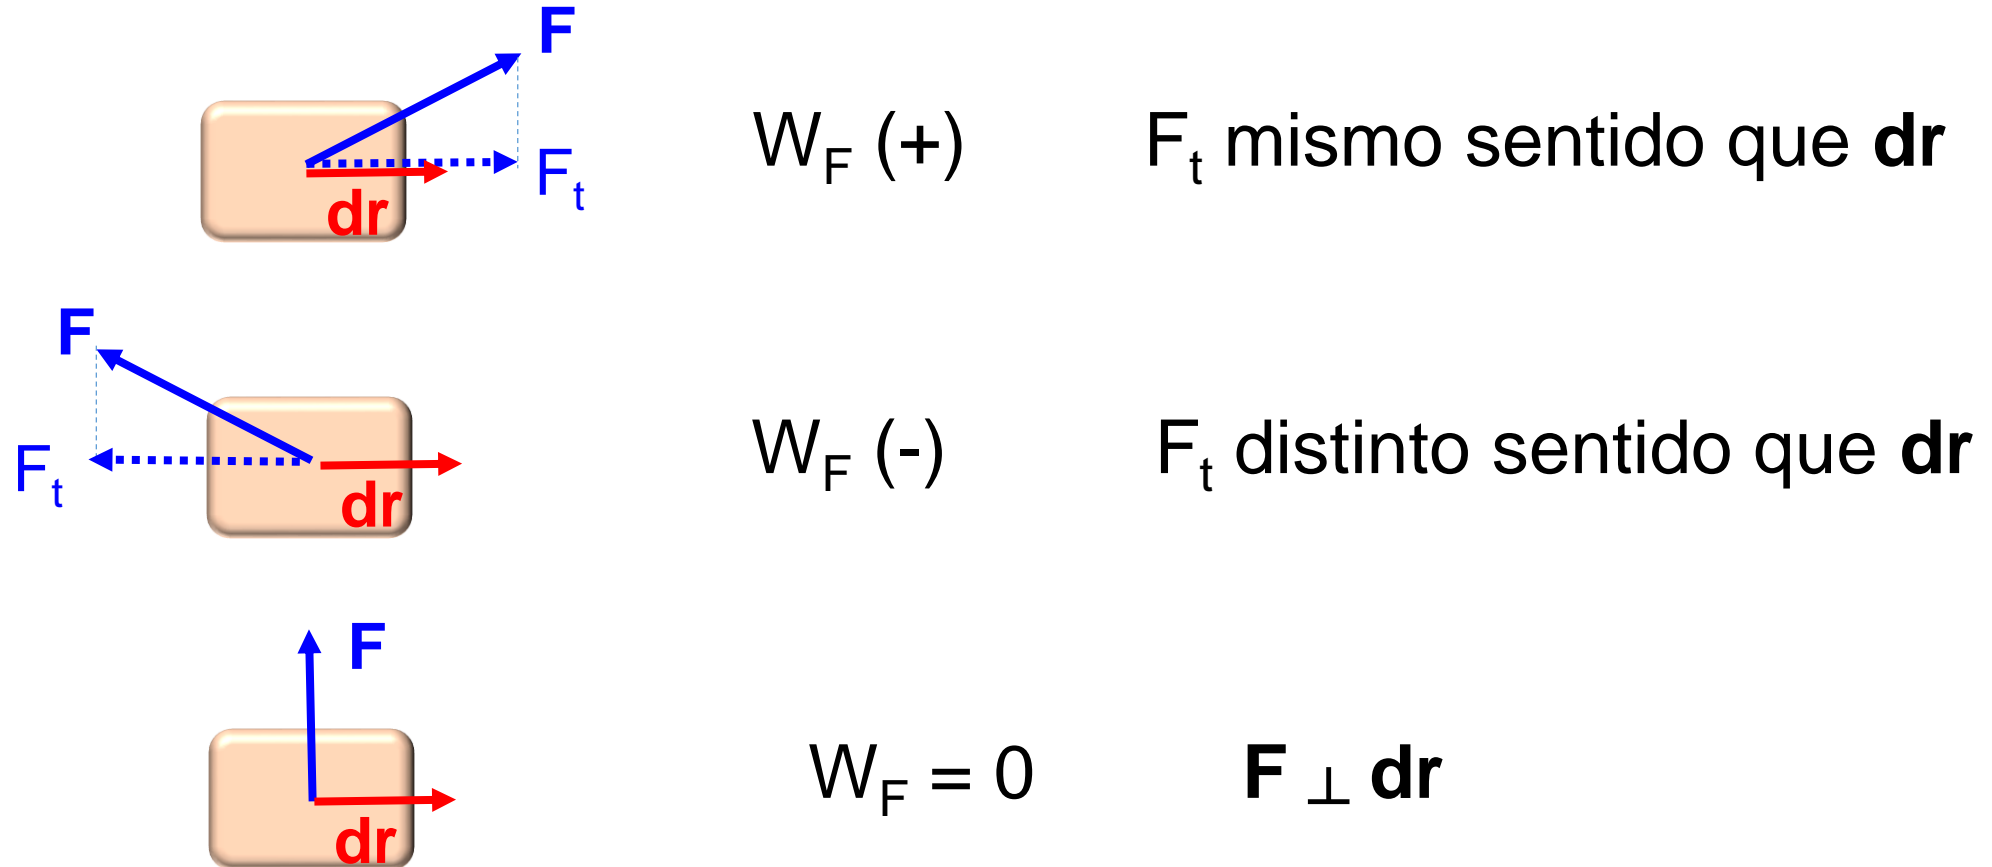 F
W_F (+) F_t mismo sentido que dr
F_t
dr
F
W_F (-) F_t distinto sentido que dr
F_t
dr
F
W_F = 0 F ⊥ dr
dr